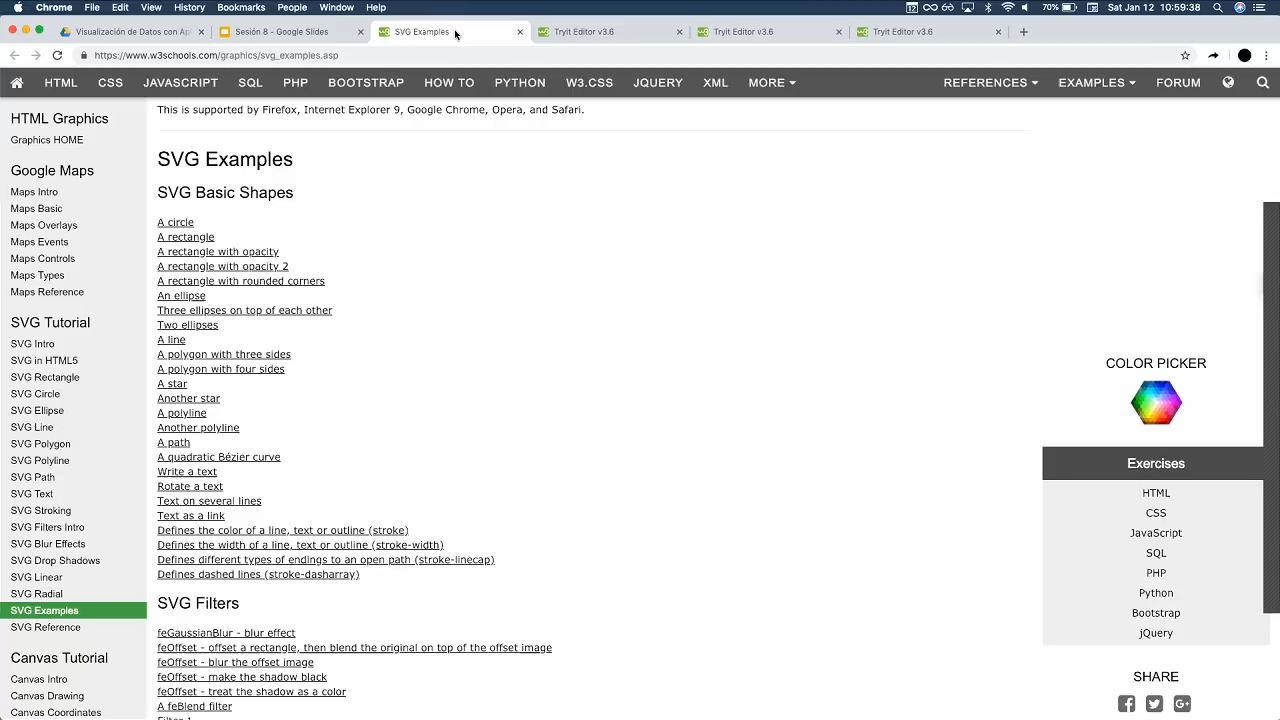 Chrome File Edit View History Bookmarks People Window Help 70% Sat Jan 12 10:59:38
Visualización de Datos con Ap Sesión 8 - Google Slides SVG Examples Tryit Editor v3.6 Tryit Editor v3.6 Tryit Editor v3.6
https://www.w3schools.com/graphics/svg_examples.asp
HTML CSS JAVASCRIPT SQL PHP BOOTSTRAP HOW TO PYTHON W3.CSS JQUERY XML MORE REFERENCES EXAMPLES FORUM
HTML Graphics
Graphics HOME
Google Maps
Maps Intro
Maps Basic
Maps Overlays
Maps Events
Maps Controls
Maps Types
Maps Reference
SVG Tutorial
SVG Intro
SVG in HTML5
SVG Rectangle
SVG Circle
SVG Ellipse
SVG Line
SVG Polygon
SVG Polyline
SVG Path
SVG Text
SVG Stroking
SVG Filters Intro
SVG Blur Effects
SVG Drop Shadows
SVG Linear
SVG Radial
SVG Examples
SVG Reference
Canvas Tutorial
Canvas Intro
Canvas Drawing
Canvas Coordinates
This is supported by Firefox, Internet Explorer 9, Google Chrome, Opera, and Safari.
SVG Examples
SVG Basic Shapes
A circle
A rectangle
A rectangle with opacity
A rectangle with opacity 2
A rectangle with rounded corners
An ellipse
Three ellipses on top of each other
Two ellipses
A line
A polygon with three sides
A polygon with four sides
A star
Another star
A polyline
Another polyline
A path
A quadratic Bézier curve
Write a text
Rotate a text
Text on several lines
Text as a link
Defines the color of a line, text or outline (stroke)
Defines the width of a line, text or outline (stroke-width)
Defines different types of endings to an open path (stroke-linecap)
Defines dashed lines (stroke-dasharray)
SVG Filters
feGaussianBlur - blur effect
feOffset - offset a rectangle, then blend the original on top of the offset image
feOffset - blur the offset image
feOffset - make the shadow black
feOffset - treat the shadow as a color
A feBlend filter
Filter 1
COLOR PICKER
Exercises
HTML
CSS
JavaScript
SQL
PHP
Python
Bootstrap
jQuery
SHARE